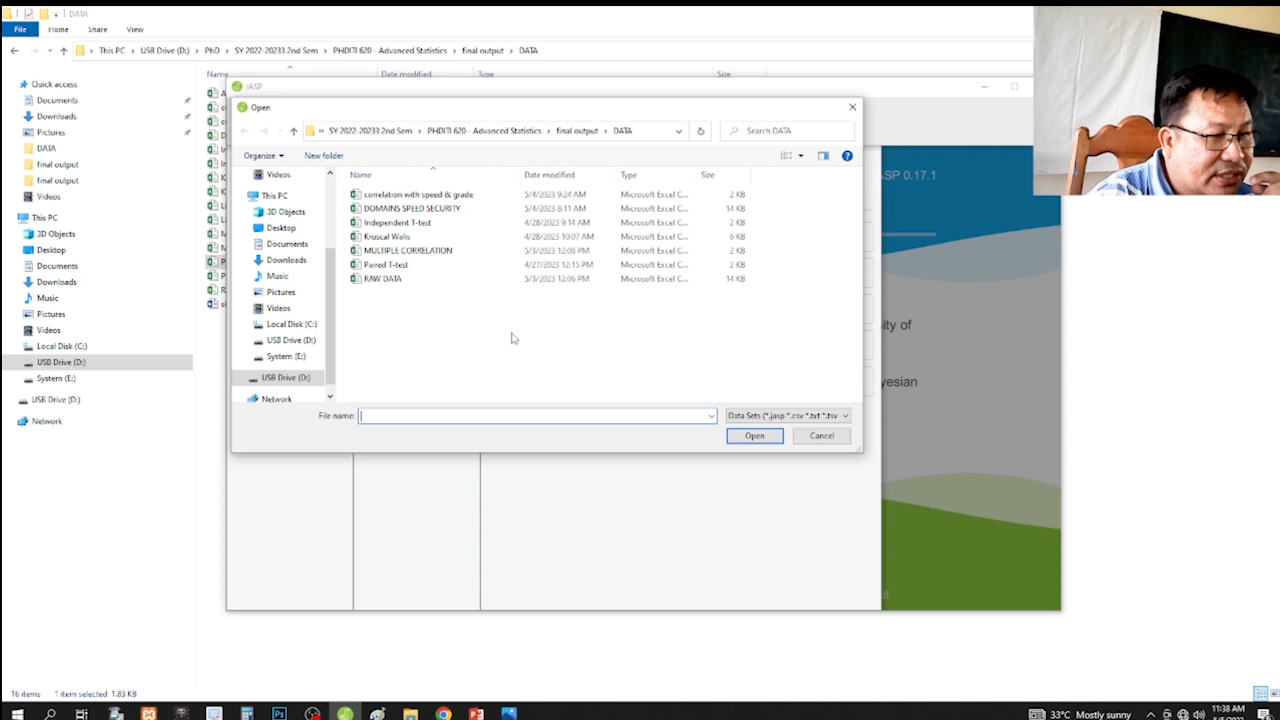 DATA
File Home Share View
This PC › USB Drive (D:) › PhD › SY 2022-20233 2nd Sem › PHDITI 620 - Advanced Statistics › final output › DATA
Name Date modified Type Size
Quick access
Documents
Downloads
Pictures
DATA
final output
final output
Videos
This PC
3D Objects
Desktop
Documents
Downloads
Music
Pictures
Videos
Local Disk (C:)
USB Drive (D:)
System (E:)
USB Drive (D:)
Network
JASP
Open
« SY 2022-20233 2nd Sem › PHDITI 620 - Advanced Statistics › final output › DATA
Search DATA
Organize New folder
Videos
This PC
3D Objects
Desktop
Documents
Downloads
Music
Pictures
Videos
Local Disk (C:)
USB Drive (D:)
System (E:)
USB Drive (D:)
Network
Name Date modified Type Size
correlation with speed & grade 5/4/2023 9:24 AM Microsoft Excel C... 2 KB
DOMAINS SPEED SECURITY 5/4/2023 8:11 AM Microsoft Excel C... 14 KB
Independent T-test 4/28/2023 9:14 AM Microsoft Excel C... 2 KB
Kruscal Walis 4/28/2023 10:07 AM Microsoft Excel C... 6 KB
MULTIPLE CORRELATION 5/3/2023 12:08 PM Microsoft Excel C... 2 KB
Paired T-test 4/27/2023 12:15 PM Microsoft Excel C... 2 KB
RAW DATA 5/3/2023 12:06 PM Microsoft Excel C... 14 KB
File name:
Data Sets (*.jasp *.csv *.txt *.tsv
Open Cancel
ASP 0.17.1
ity of
yesian
16 items 1 item selected 1.83 KB
33°C Mostly sunny
11:38 AM